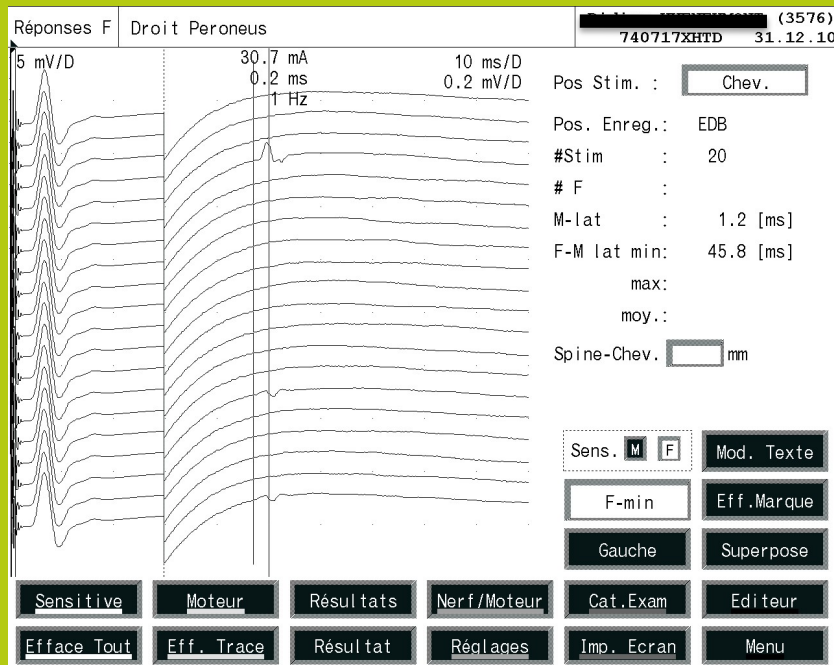 Réponses F
Droit Peroneus
(3576)
740717XHTD 31.12.10
5 mV/D
30.7 mA
0.2 ms
1 Hz
10 ms/D
0.2 mV/D
Pos Stim. : Chev.
Pos. Enreg.: EDB
#Stim : 20
# F :
M-lat : 1.2 [ms]
F-M lat min: 45.8 [ms]
max:
moy.:
Spine-Chev. mm
Sens. M F
Mod. Texte
F-min
Eff.Marque
Gauche
Superpose
Sensitive
Moteur
Résultats
Nerf/Moteur
Cat.Exam
Editeur
Efface Tout
Eff. Trace
Résultat
Réglages
Imp. Ecran
Menu